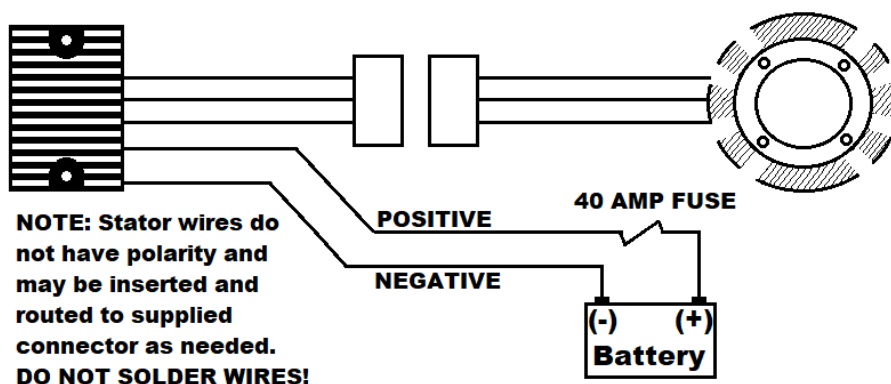 40 AMP FUSE
POSITIVE
NEGATIVE
NOTE: Stator wires do
not have polarity and
may be inserted and
routed to supplied
connector as needed.
DO NOT SOLDER WIRES!
(-) (+)
Battery